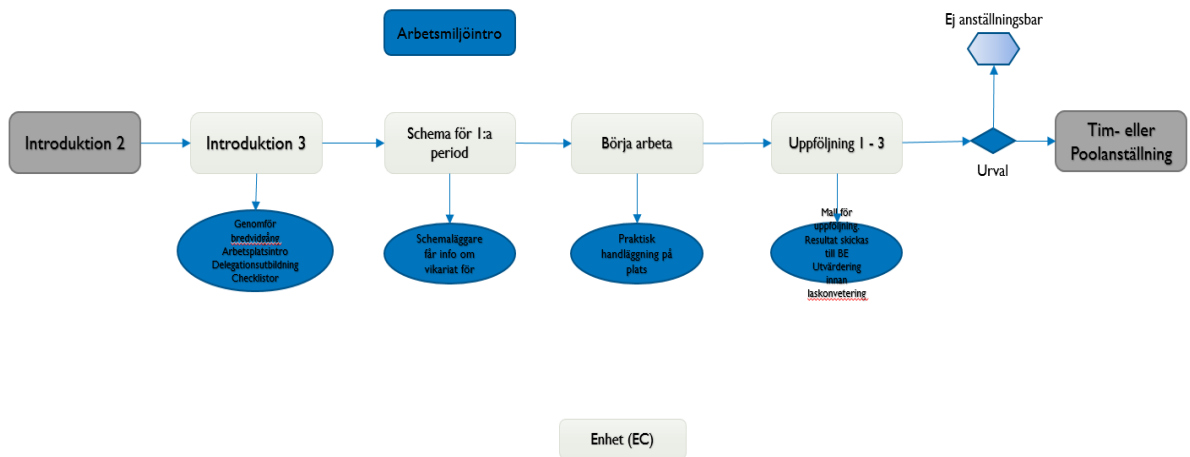 Arbetsmiljöintro
Ej anställningsbar
Introduktion 2
Introduktion 3
Schema för 1:a
period
Börja arbeta
Uppföljning 1 - 3
Urval
Tim- eller
Poolanställning
Genomför
bredvidgång
Arbetsplatsintro
Delegationsutbildning
Checklistor
Schemaläggare
får info om
vikariat för
Praktisk
handläggning på
plats
Mall för
uppföljning.
Resultat skickas
till BE
Utvärdering
innan
laskonvetering
Enhet (EC)